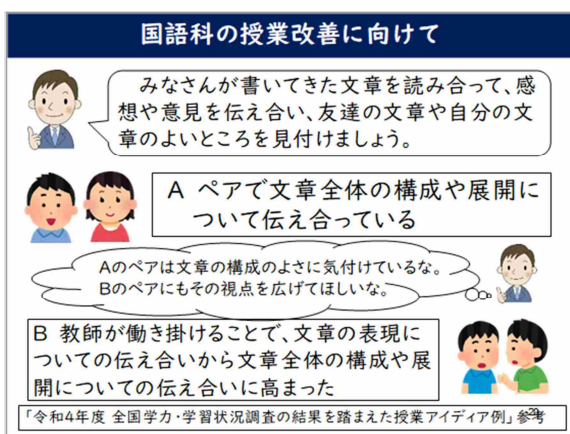 国語科の授業改善に向けて
みなさんが書いてきた文章を読み合って、感
想や意見を伝え合い、友達の文章や自分の文
章のよいところを見付けましょう。
A ペアで文章全体の構成や展開に
ついて伝え合っている
Aのペアは文章の構成のよさに気付けているな。
Bのペアにもその視点を広げてほしいな。
B 教師が働き掛けることで、文章の表現に
ついての伝え合いから文章全体の構成や展
開についての伝え合いに高まった
「令和4年度 全国学力・学習状況調査の結果を踏まえた授業アイディア例」参考